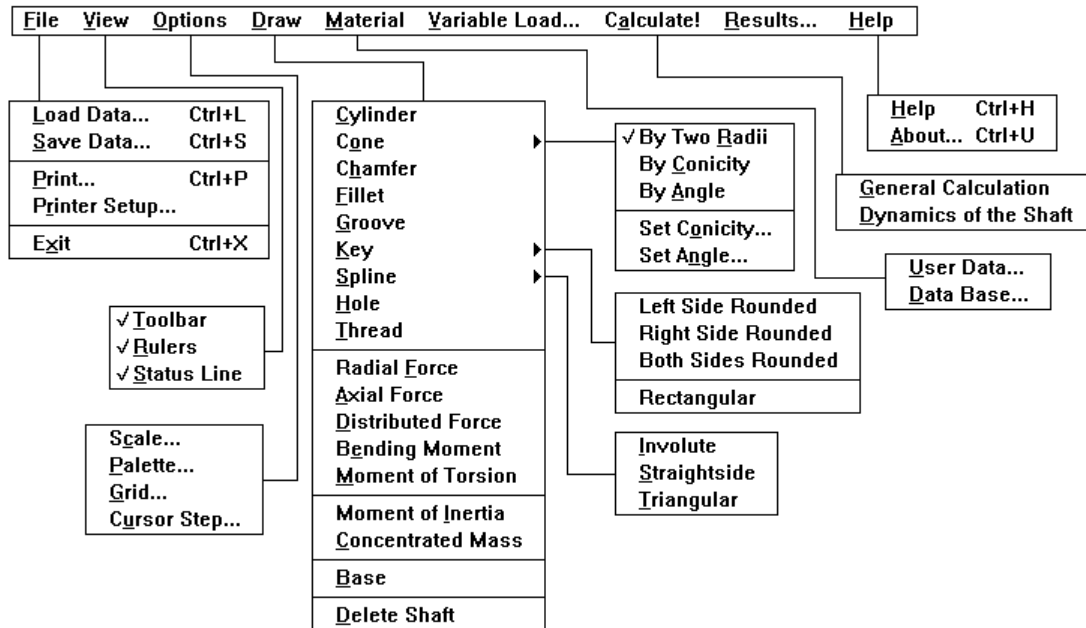 File View Options Draw Material Variable Load... Calculate! Results... Help
Load Data... Ctrl+L
Save Data... Ctrl+S
Print... Ctrl+P
Printer Setup...
Exit Ctrl+X
✓Toolbar
✓Rulers
✓Status Line
Scale...
Palette...
Grid...
Cursor Step...
Cylinder
Cone
Chamfer
Fillet
Groove
Key
Spline
Hole
Thread
Radial Force
Axial Force
Distributed Force
Bending Moment
Moment of Torsion
Moment of Inertia
Concentrated Mass
Base
Delete Shaft
✓By Two Radii
By Conicity
By Angle
Set Conicity...
Set Angle...
Left Side Rounded
Right Side Rounded
Both Sides Rounded
Rectangular
Involute
Straightside
Triangular
Help Ctrl+H
About... Ctrl+U
General Calculation
Dynamics of the Shaft
User Data...
Data Base...